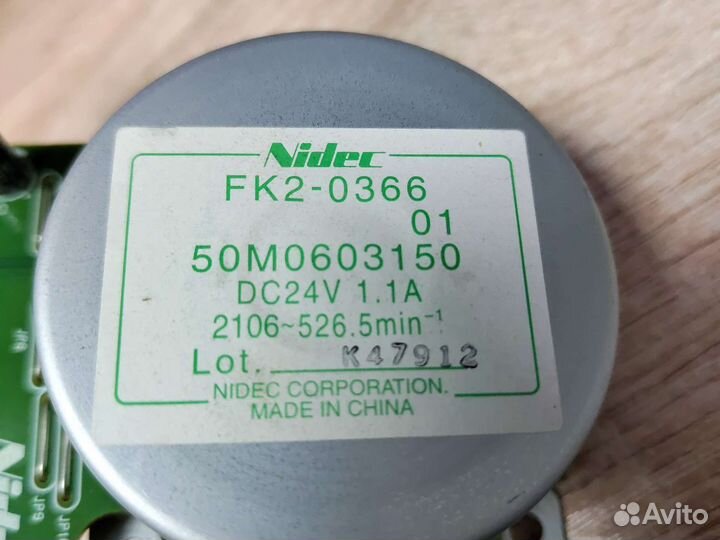 Nidec
FK2-0366
01
50M0603150
DC24V 1.1A
2106~526.5min⁻¹
Lot. K47912
NIDEC CORPORATION.
MADE IN CHINA
JP9
Avito